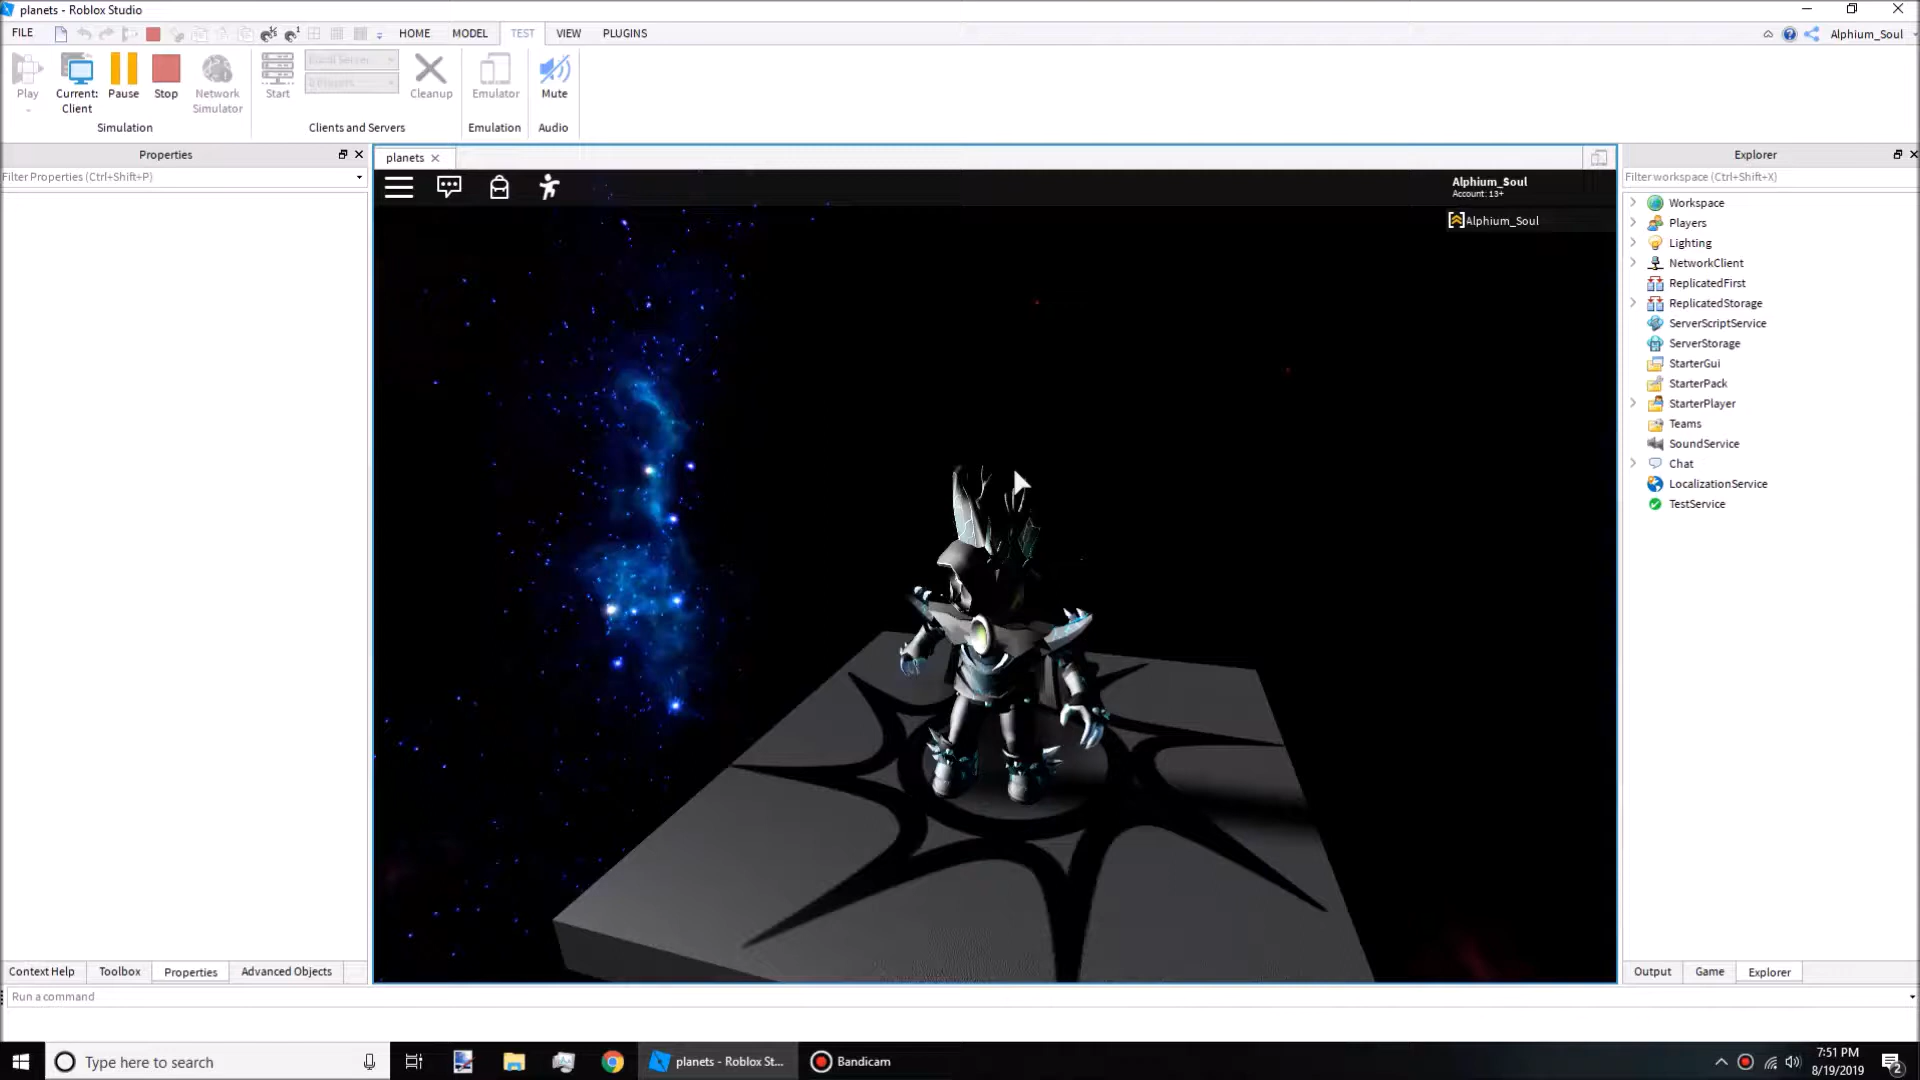 planets - Roblox Studio
FILE
HOME
MODEL
TEST
VIEW
PLUGINS
Alphium_Soul
Play
Current:
Client
Pause
Stop
Network
Simulator
Start
Cleanup
Emulator
Mute
Simulation
Clients and Servers
Emulation
Audio
Properties
planets
Explorer
Filter Properties (Ctrl+Shift+P)
Filter workspace (Ctrl+Shift+X)
Alphium_Soul
Account: 13+
Alphium_Soul
Workspace
Players
Lighting
NetworkClient
ReplicatedFirst
ReplicatedStorage
ServerScriptService
ServerStorage
StarterGui
StarterPack
StarterPlayer
Teams
SoundService
Chat
LocalizationService
TestService
Context Help
Toolbox
Properties
Advanced Objects
Output
Game
Explorer
Run a command
Type here to search
planets - Roblox St...
Bandicam
7:51 PM
8/19/2019
2